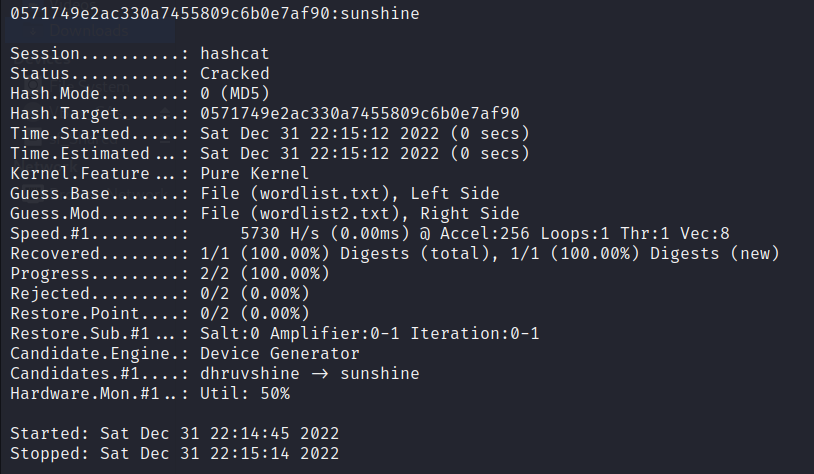 0571749e2ac330a7455809c6b0e7af90:sunshine
Session..........: hashcat
Status...........: Cracked
Hash.Mode........: 0 (MD5)
Hash.Target......: 0571749e2ac330a7455809c6b0e7af90
Time.Started.....: Sat Dec 31 22:15:12 2022 (0 secs)
Time.Estimated...: Sat Dec 31 22:15:12 2022 (0 secs)
Kernel.Feature...: Pure Kernel
Guess.Base.......: File (wordlist.txt), Left Side
Guess.Mod........: File (wordlist2.txt), Right Side
Speed.#1.........:     5730 H/s (0.00ms) @ Accel:256 Loops:1 Thr:1 Vec:8
Recovered........: 1/1 (100.00%) Digests (total), 1/1 (100.00%) Digests (new)
Progress.........: 2/2 (100.00%)
Rejected.........: 0/2 (0.00%)
Restore.Point....: 0/2 (0.00%)
Restore.Sub.#1...: Salt:0 Amplifier:0-1 Iteration:0-1
Candidate.Engine.: Device Generator
Candidates.#1....: dhruvshine -> sunshine
Hardware.Mon.#1..: Util: 50%
Started: Sat Dec 31 22:14:45 2022
Stopped: Sat Dec 31 22:15:14 2022